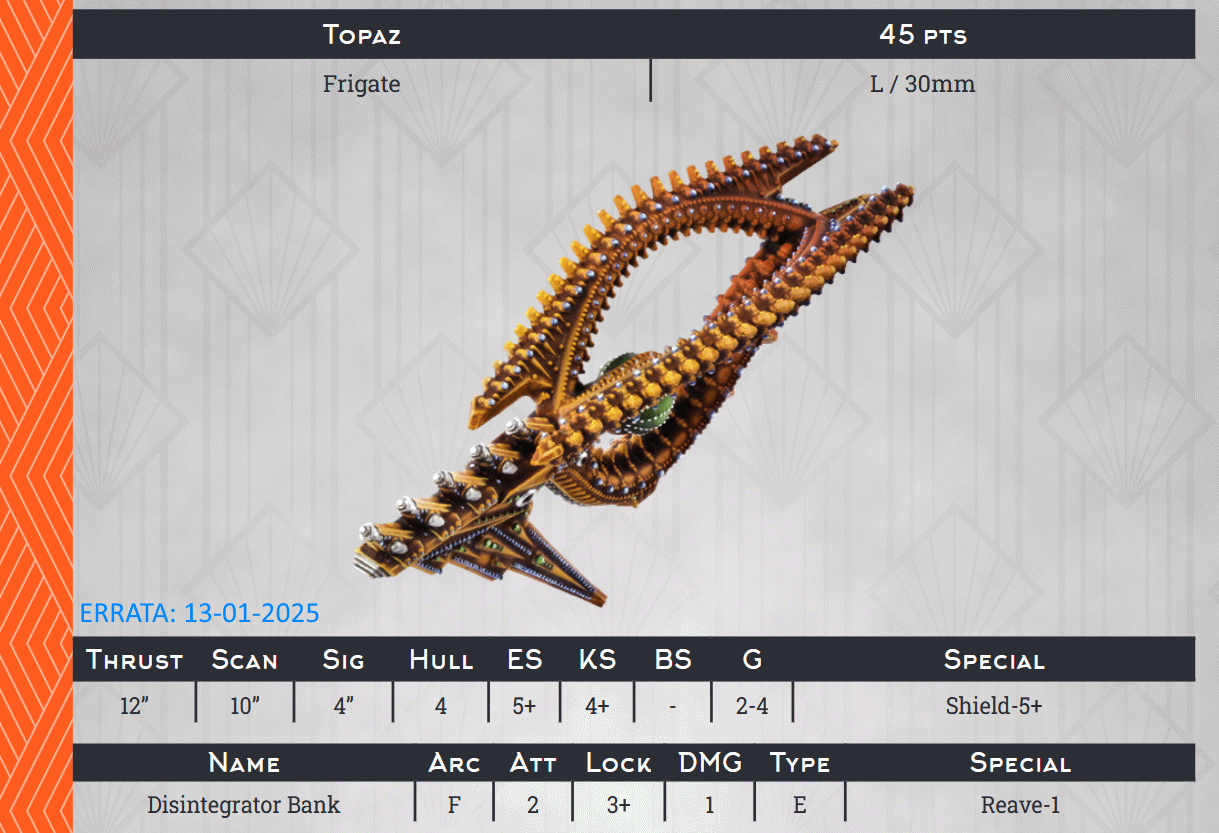 Topaz 45 pts
Frigate L / 30mm
ERRATA: 13-01-2025
Thrust Scan Sig Hull ES KS BS G Special
12” 10” 4” 4 5+ 4+ - 2-4 Shield-5+
Name Arc Att Lock DMG Type Special
Disintegrator Bank F 2 3+ 1 E Reave-1